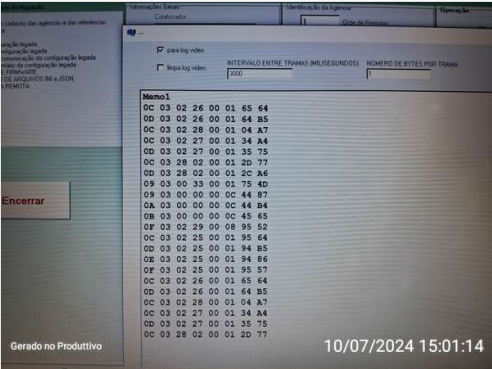 Informações Gerais
Colaborador
Identificação da Agência
1
Operação
cadastro das agências e das referências
uração legada
comunicação da configuração legada
E FIRMWARE
DE ARQUIVOS INI e JSON
REMOTA
para log video
limpa log video
INTERVALO ENTRE TRAMAS (MILISEGUNDOS)
3000
NÚMERO DE BYTES POR TRAMA
1
Memo1
0C 03 02 26 00 01 65 64
0D 03 02 26 00 01 64 B5
0C 03 02 28 00 01 04 A7
0C 03 02 27 00 01 34 A4
0D 03 02 27 00 01 35 75
0C 03 28 02 00 01 2D 77
0D 03 28 02 00 01 2C A6
09 03 00 33 00 01 75 4D
09 03 00 00 00 0C 44 87
0A 03 00 00 00 0C 44 B4
0B 03 00 00 00 0C 45 65
0F 03 02 29 00 08 95 52
0C 03 02 25 00 01 95 64
0D 03 02 25 00 01 94 B5
0E 03 02 25 00 01 94 86
0F 03 02 25 00 01 95 57
0C 03 02 26 00 01 65 64
0D 03 02 26 00 01 64 B5
0C 03 02 28 00 01 04 A7
0C 03 02 27 00 01 34 A4
0D 03 02 27 00 01 35 75
0C 03 28 02 00 01 2D 77
Encerrar
Gerado no Produttivo
10/07/2024 15:01:14